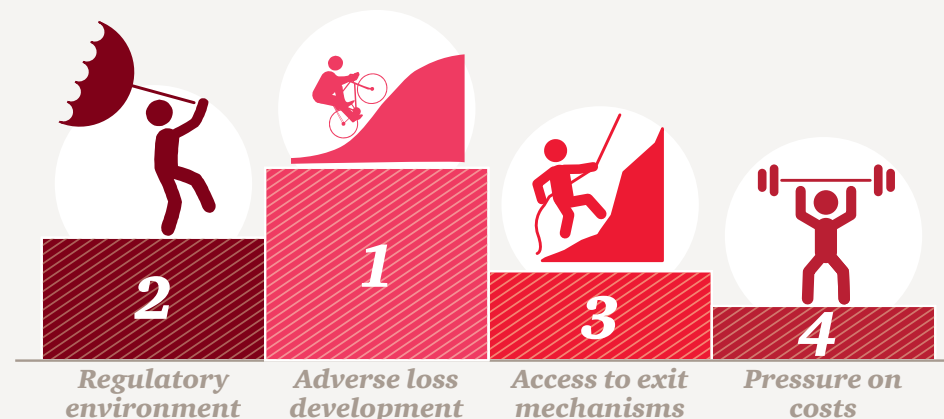 2
1
3
4
Regulatory
environment
Adverse loss
development
Access to exit
mechanisms
Pressure on
costs